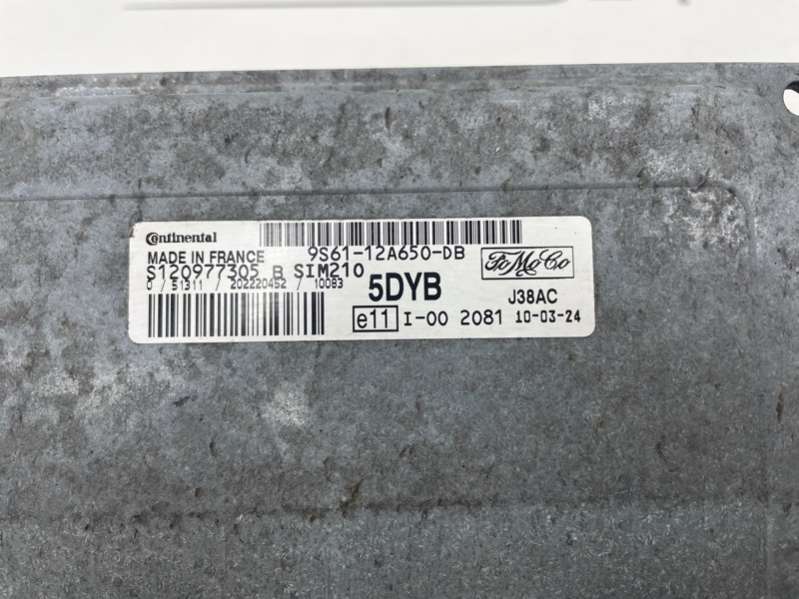 Continental
9S61-12A650-DB
MADE IN FRANCE
FoMoCo
S120977305 B SIM210
0 / 51311 / 202220452 / 10083
5DYB
J38AC
e11 I-00 2081 10-03-24